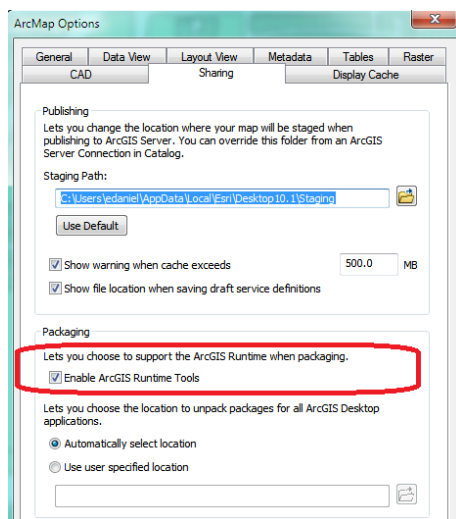 ArcMap Options
General Data View Layout View Metadata Tables Raster
CAD Sharing Display Cache
Publishing
Lets you change the location where your map will be staged when
publishing to ArcGIS Server. You can override this folder from an ArcGIS
Server Connection in Catalog.
Staging Path:
C:\Users\edaniel\AppData\Local\Esri\Desktop10.1\Staging
Use Default
Show warning when cache exceeds 500.0 MB
Show file location when saving draft service definitions
Packaging
Lets you choose to support the ArcGIS Runtime when packaging.
Enable ArcGIS Runtime Tools
Lets you choose the location to unpack packages for all ArcGIS Desktop
applications.
Automatically select location
Use user specified location